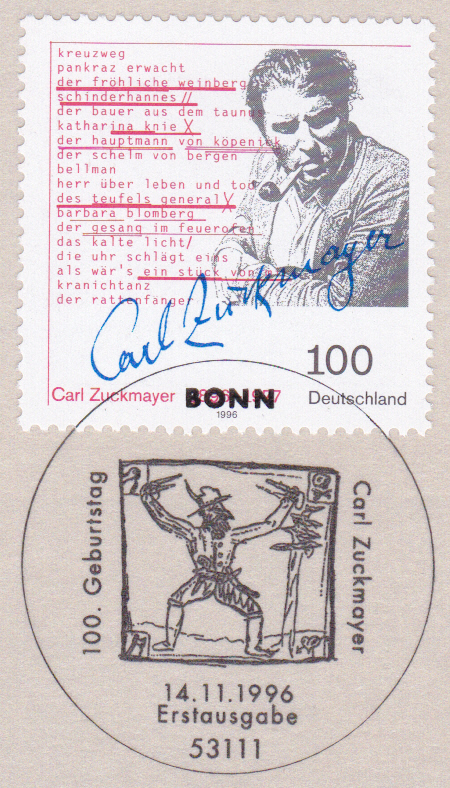 kreuzweg
pankraz erwacht
der fröhliche weinberg
schinderhannes //
der bauer aus dem taunus
katharina knie X
der hauptmann von köpenick
der schelm von bergen
bellman
herr über leben und tod
des teufels general X
barbara blomberg
der gesang im feuerofen
das kalte licht/
die uhr schlägt eins
als wär's ein stück von
kranichtanz
der rattenfänger
Carl Zuckmayer
100
Carl Zuckmayer 1896-1977
Deutschland
BONN
1996
100. Geburtstag
Carl Zuckmayer
14.11.1996
Erstausgabe
53111